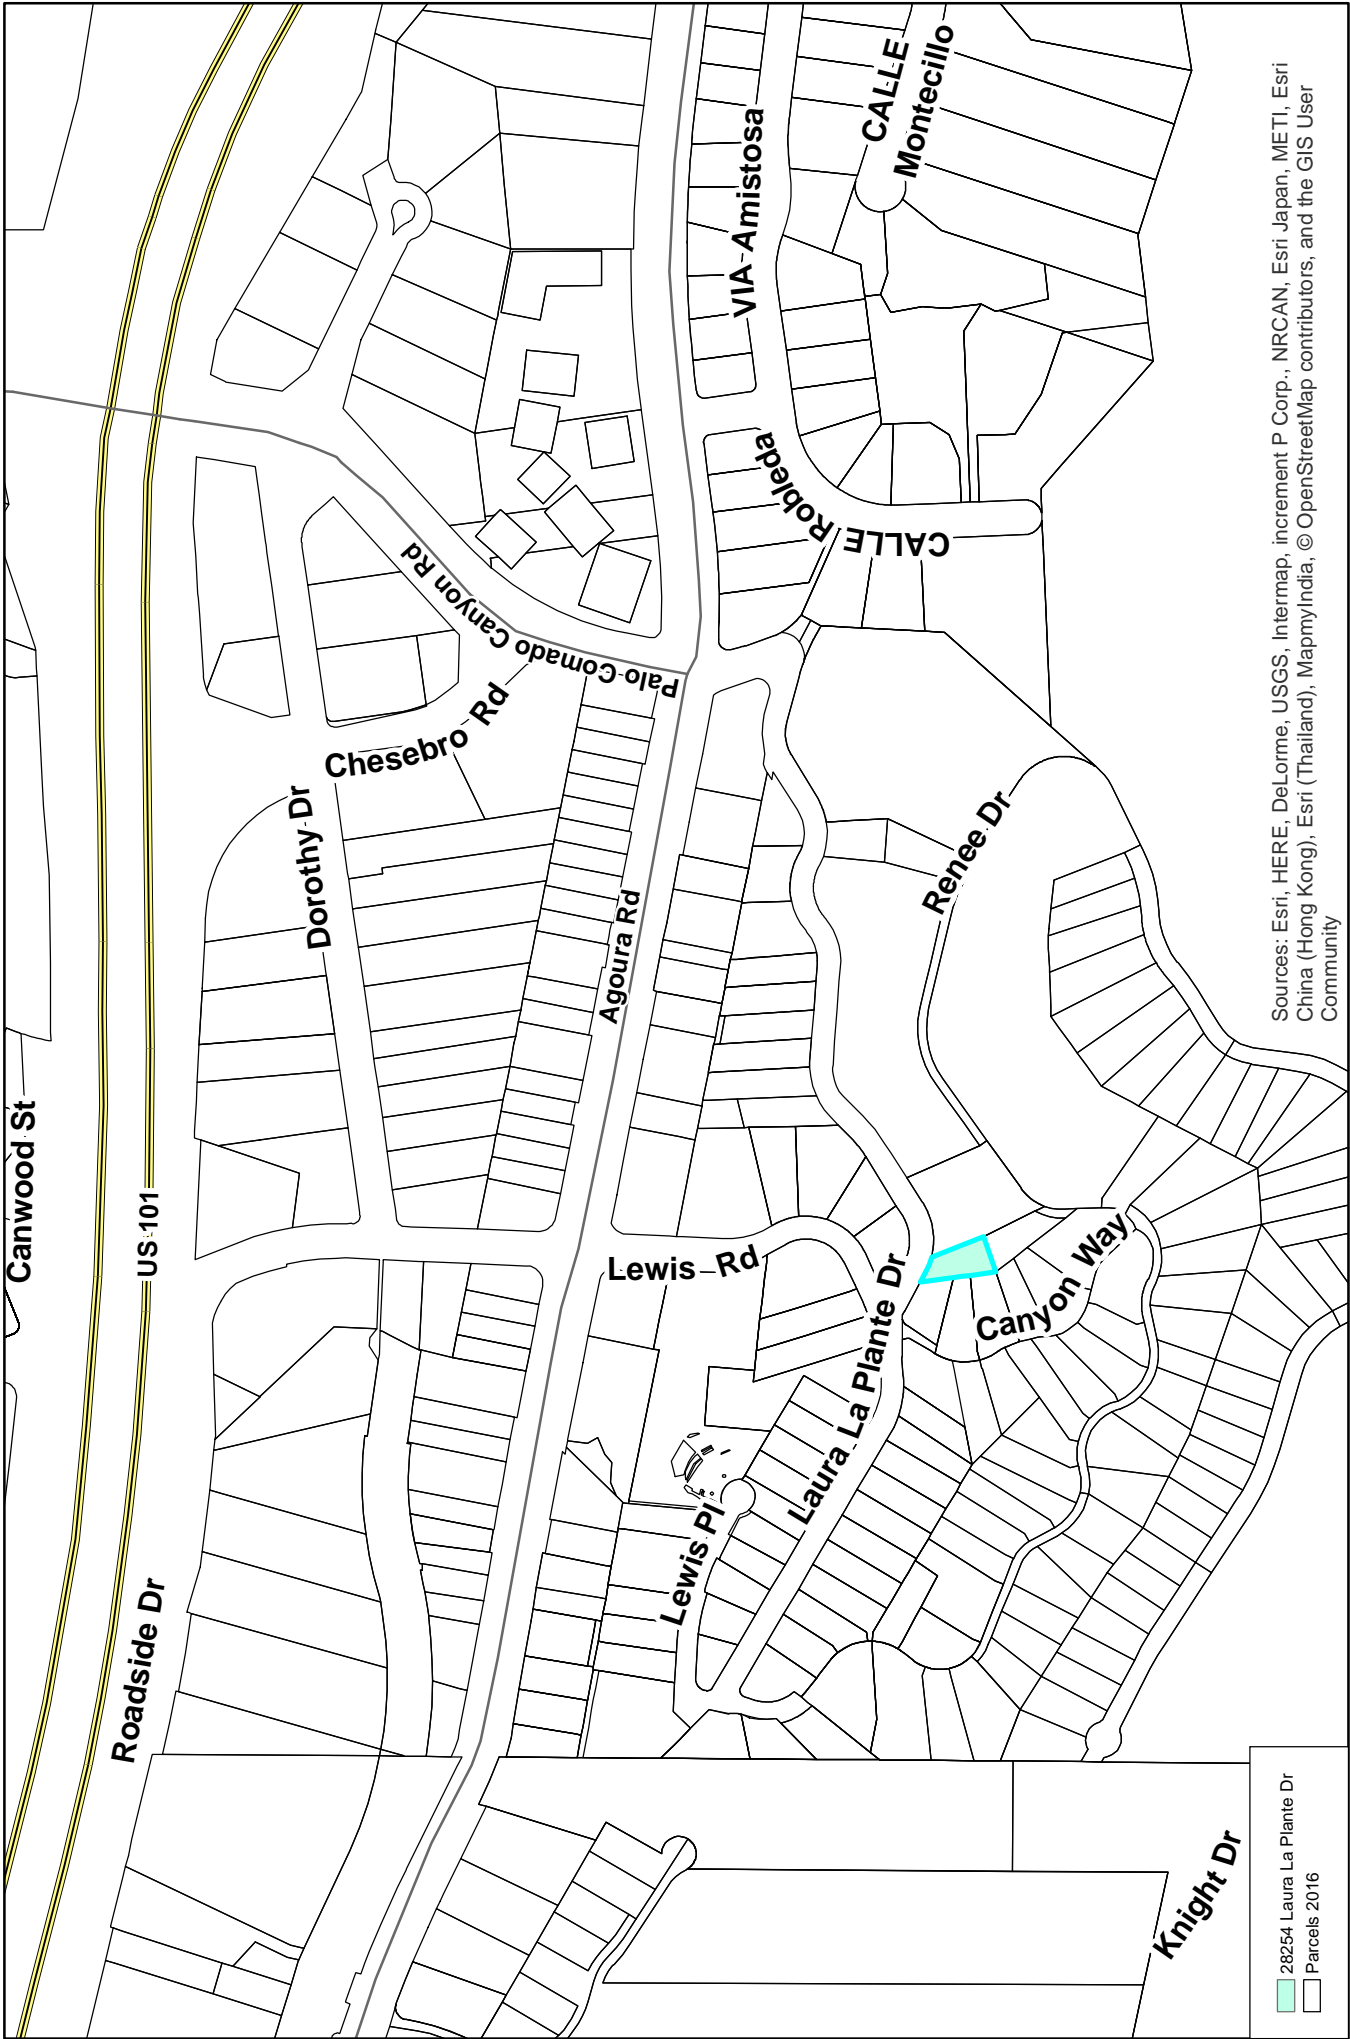 Canwood St
US-101
Roadside Dr
Dorothy Dr
Chesebro Rd
Palo Comado Canyon Rd
Agoura Rd
Lewis Rd
Lewis Pl
Laura La Plante Dr
Canyon Way
Renee Dr
VIA Amistosa
CALLE
Montecillo
CALLE Robleda
Knight Dr
28254 Laura La Plante Dr
Parcels 2016
Sources: Esri, HERE, DeLorme, USGS, Intermap, increment P Corp., NRCAN, Esri Japan, METI, Esri
China (Hong Kong), Esri (Thailand), MapmyIndia, © OpenStreetMap contributors, and the GIS User
Community